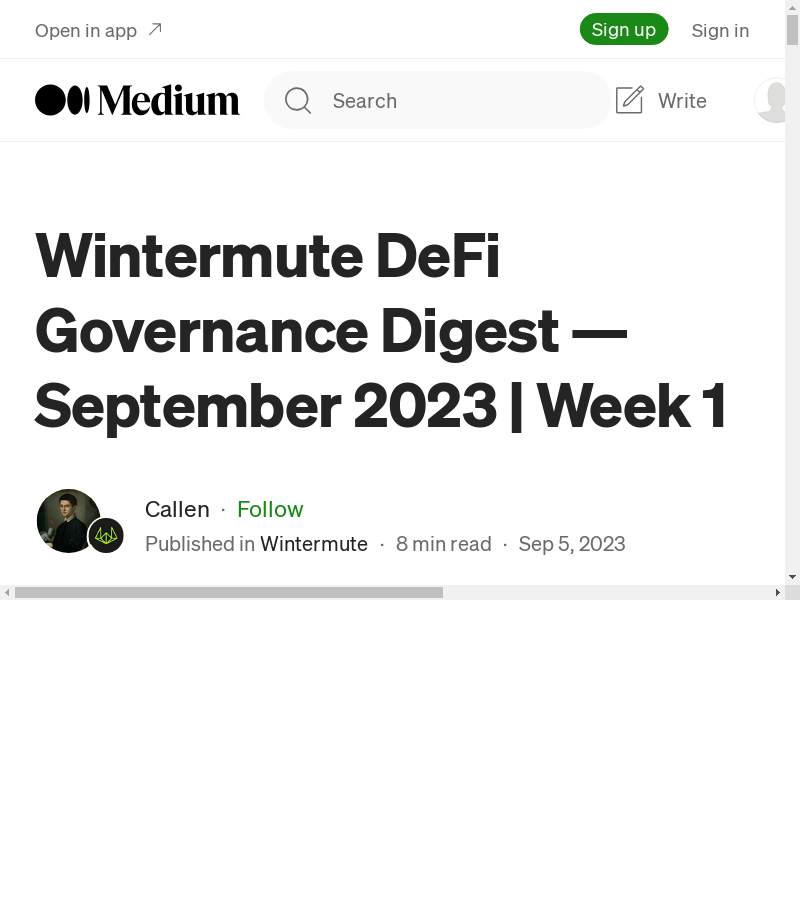 Open in app
Sign up
Sign in
Medium
Search
Write
Wintermute DeFi
Governance Digest —
September 2023 | Week 1
Callen · Follow
Published in Wintermute · 8 min read · Sep 5, 2023